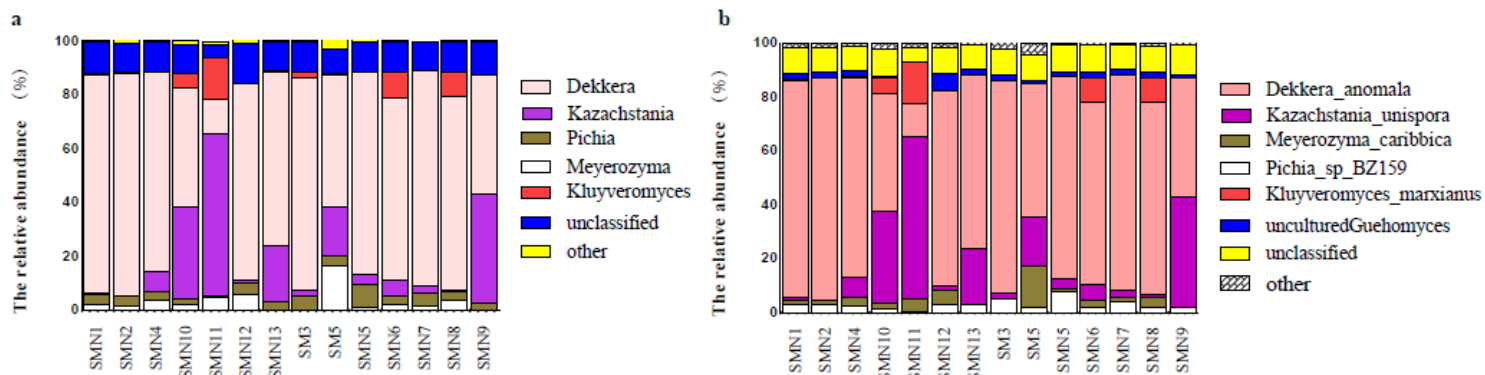 a
The relative abundance (%)
100
80
60
40
20
0
SMN1
SMN2
SMN4
SMN10
SMN11
SMN12
SMN13
SM3
SM5
SMN5
SMN6
SMN7
SMN8
SMN9
Dekkera
Kazachstania
Pichia
Meyerozyma
Kluyveromyces
unclassified
other
b
The relative abundance (%)
100
80
60
40
20
0
SMN1
SMN2
SMN4
SMN10
SMN11
SMN12
SMN13
SM3
SM5
SMN5
SMN6
SMN7
SMN8
SMN9
Dekkera_anomala
Kazachstania_unispora
Meyerozyma_caribbica
Pichia_sp_BZ159
Kluyveromyces_marxianus
unculturedGuehomyces
unclassified
other